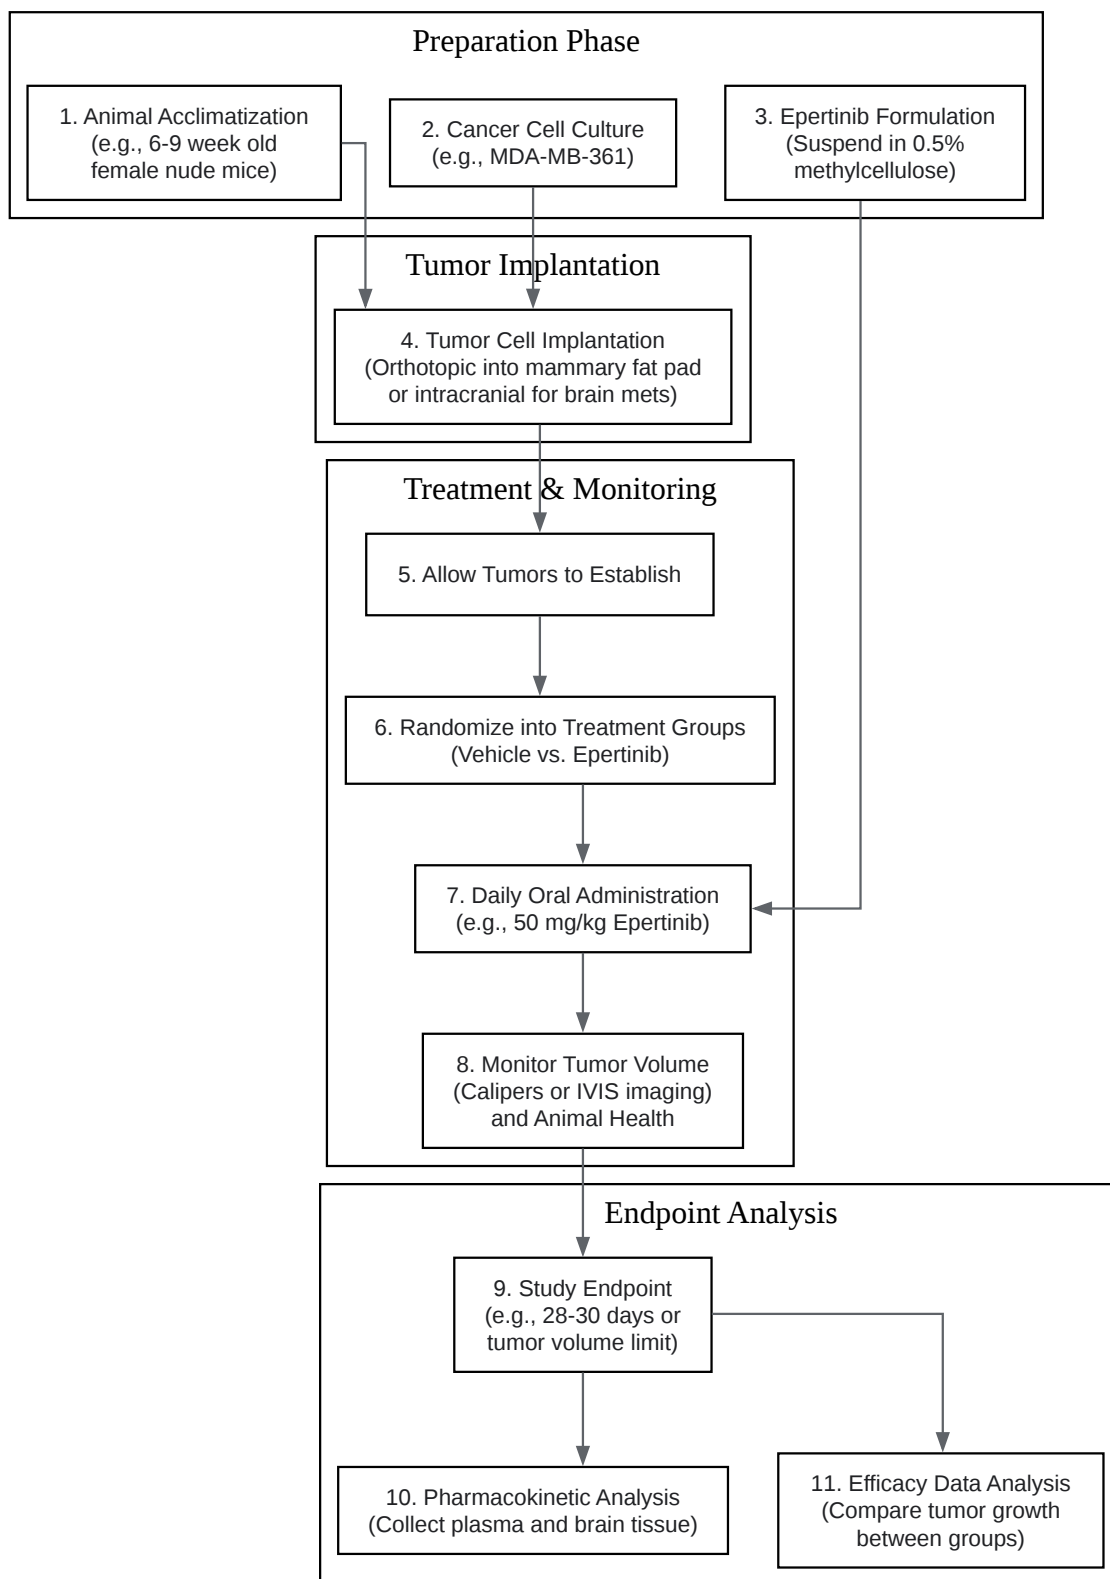 Preparation Phase
1. Animal Acclimatization
(e.g., 6-9 week old
female nude mice)
2. Cancer Cell Culture
(e.g., MDA-MB-361)
3. Epertinib Formulation
(Suspend in 0.5%
methylcellulose)
Tumor Implantation
4. Tumor Cell Implantation
(Orthotopic into mammary fat pad
or intracranial for brain mets)
Treatment & Monitoring
5. Allow Tumors to Establish
6. Randomize into Treatment Groups
(Vehicle vs. Epertinib)
7. Daily Oral Administration
(e.g., 50 mg/kg Epertinib)
8. Monitor Tumor Volume
(Calipers or IVIS imaging)
and Animal Health
Endpoint Analysis
9. Study Endpoint
(e.g., 28-30 days or
tumor volume limit)
10. Pharmacokinetic Analysis
(Collect plasma and brain tissue)
11. Efficacy Data Analysis
(Compare tumor growth
between groups)